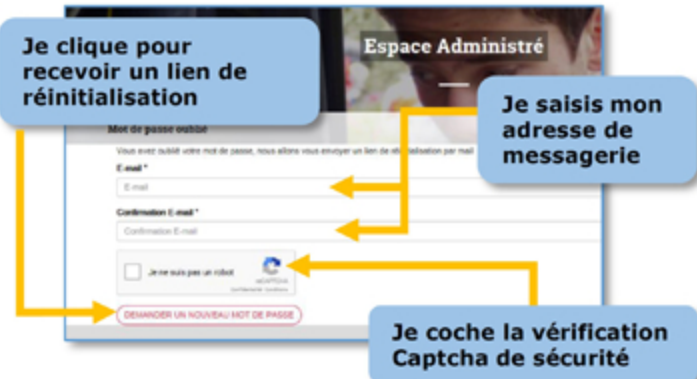 Je clique pour
recevoir un lien de
réinitialisation
Espace Administré
Je saisis mon
adresse de
messagerie
Mot de passe oublié
Vous avez oublié votre mot de passe, nous allons vous envoyer un lien de réinitialisation par mail
E-mail *
E-mail
Confirmation E-mail *
Confirmation E-mail
Je ne suis pas un robot
reCAPTCHA
DEMANDER UN NOUVEAU MOT DE PASSE
Je coche la vérification
Captcha de sécurité